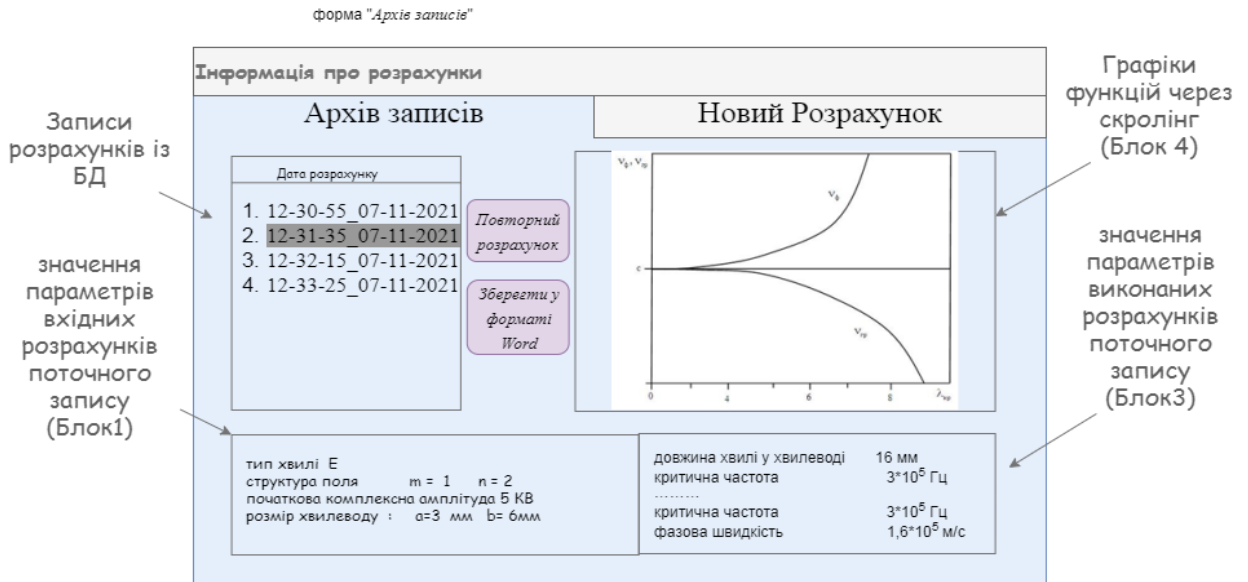 форма "Архів записів"
Інформація про розрахунки
Архів записів
Новий Розрахунок
Записи
розрахунків із
БД
значення
параметрів
вхідних
розрахунків
поточного
запису
(Блок1)
Дата розрахунку
1. 12-30-55_07-11-2021
2. 12-31-35_07-11-2021
3. 12-32-15_07-11-2021
4. 12-33-25_07-11-2021
Повторний
розрахунок
Зберегти у
форматі
Word
νф, νгр
νф
c
νгр
0 4 6 8 λкр
Графіки
функцій через
скролінг
(Блок 4)
значення
параметрів
виконаних
розрахунків
поточного
запису
(Блок3)
тип хвилі Е
структура поля m = 1 n = 2
початкова комплексна амплітуда 5 КВ
розмір хвилеводу : a=3 мм b= 6мм
довжина хвилі у хвилеводі 16 мм
критична частота 3*10⁵ Гц
.........
критична частота 3*10⁵ Гц
фазова швидкість 1,6*10⁵ м/с